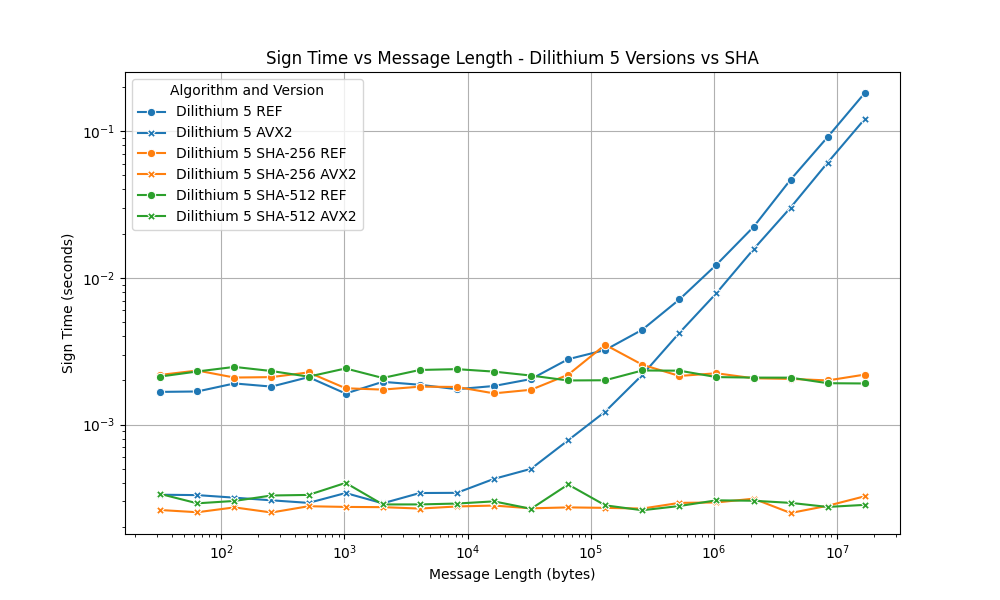 Sign Time vs Message Length - Dilithium 5 Versions vs SHA
Algorithm and Version
Dilithium 5 REF
Dilithium 5 AVX2
Dilithium 5 SHA-256 REF
Dilithium 5 SHA-256 AVX2
Dilithium 5 SHA-512 REF
Dilithium 5 SHA-512 AVX2
Sign Time (seconds)
10⁻¹
10⁻²
10⁻³
10² 10³ 10⁴ 10⁵ 10⁶ 10⁷
Message Length (bytes)